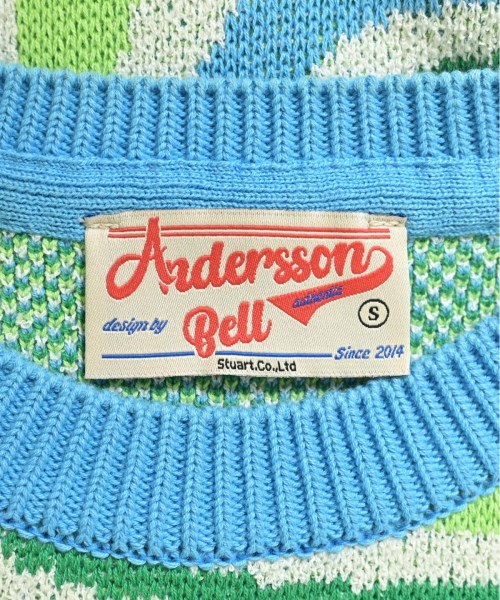 Andersson
authentic
design by Bell
S
Since 2014
Stuart.Co.,Ltd